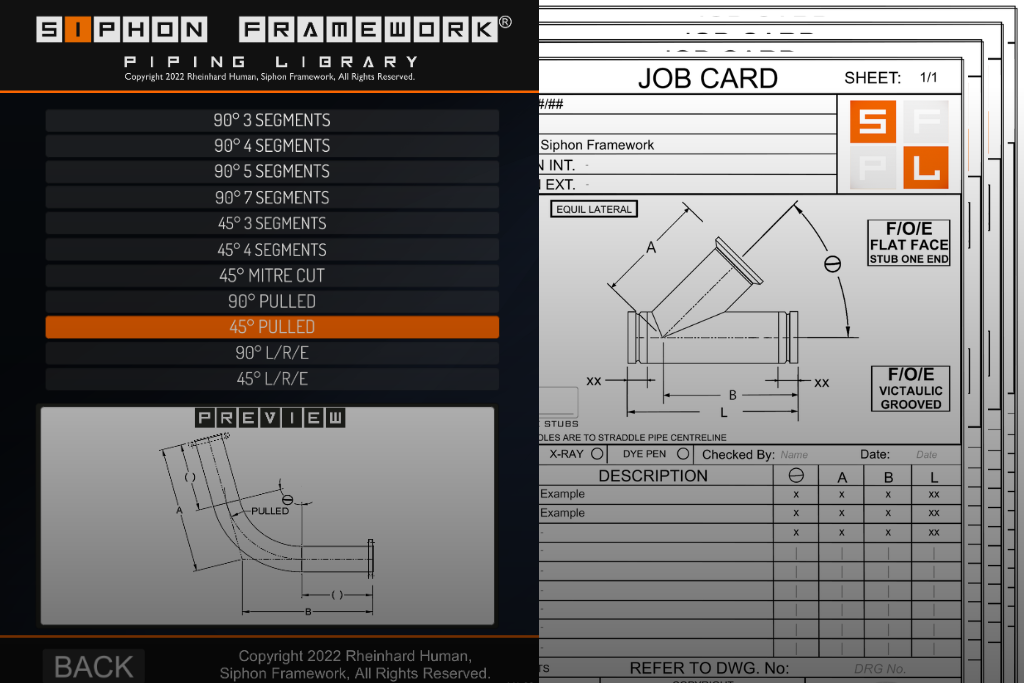 SIPHON FRAMEWORK®
PIPING LIBRARY
Copyright 2022 Rheinhard Human, Siphon Framework, All Rights Reserved.
90° 3 SEGMENTS
90° 4 SEGMENTS
90° 5 SEGMENTS
90° 7 SEGMENTS
45° 3 SEGMENTS
45° 4 SEGMENTS
45° MITRE CUT
90° PULLED
45° PULLED
90° L/R/E
45° L/R/E
PREVIEW
( )
A
PULLED
( )
B
BACK
Copyright 2022 Rheinhard Human,
Siphon Framework, All Rights Reserved.
JOB CARD SHEET: 1/1
#/##
Siphon Framework
N INT. -
EXT. -
S F
P L
EQUIL LATERAL
F/O/E
FLAT FACE
STUB ONE END
A
F/O/E
VICTAULIC
GROOVED
xx xx
B
L
STUBS
OLES ARE TO STRADDLE PIPE CENTRELINE
X-RAY DYE PEN Checked By: Name Date: Date
DESCRIPTION Θ A B L
Example x x x xx
Example x x x xx
- x x x xx
TS REFER TO DWG. No: DRG No.